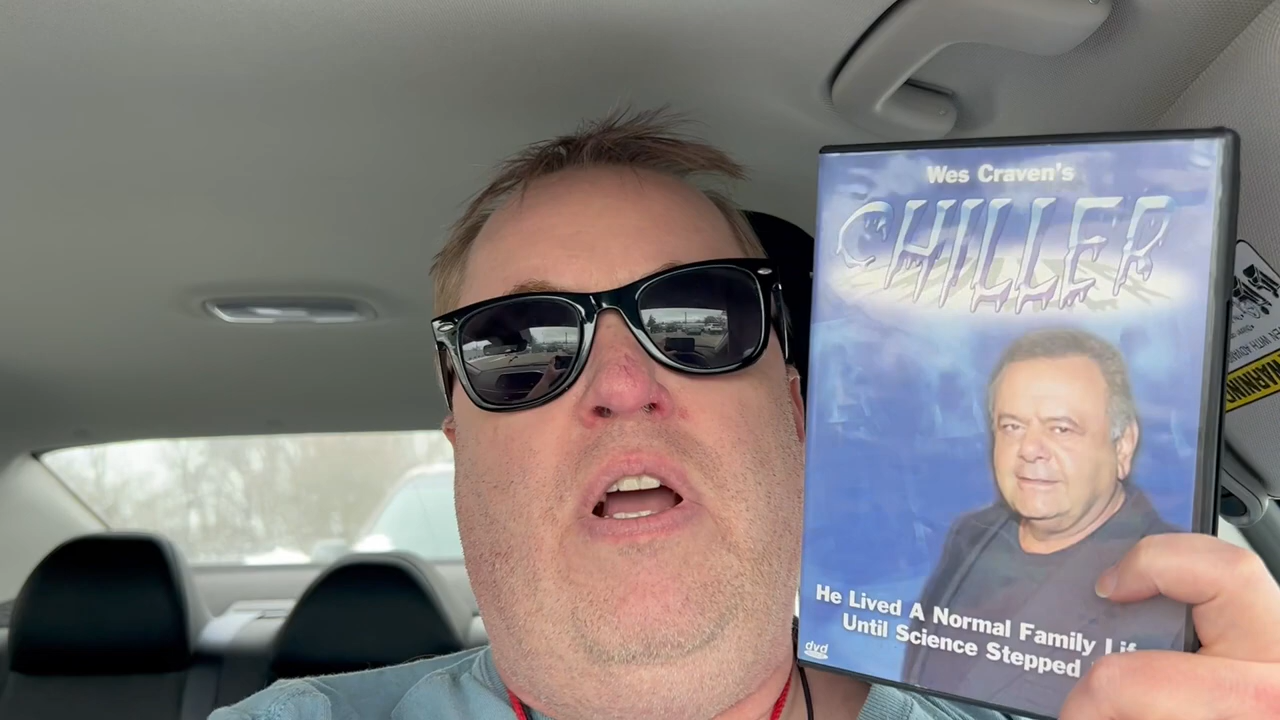 Wes Craven's
CHILLER
He Lived A Normal Family
Until Science Stepped
dvd
WARNING